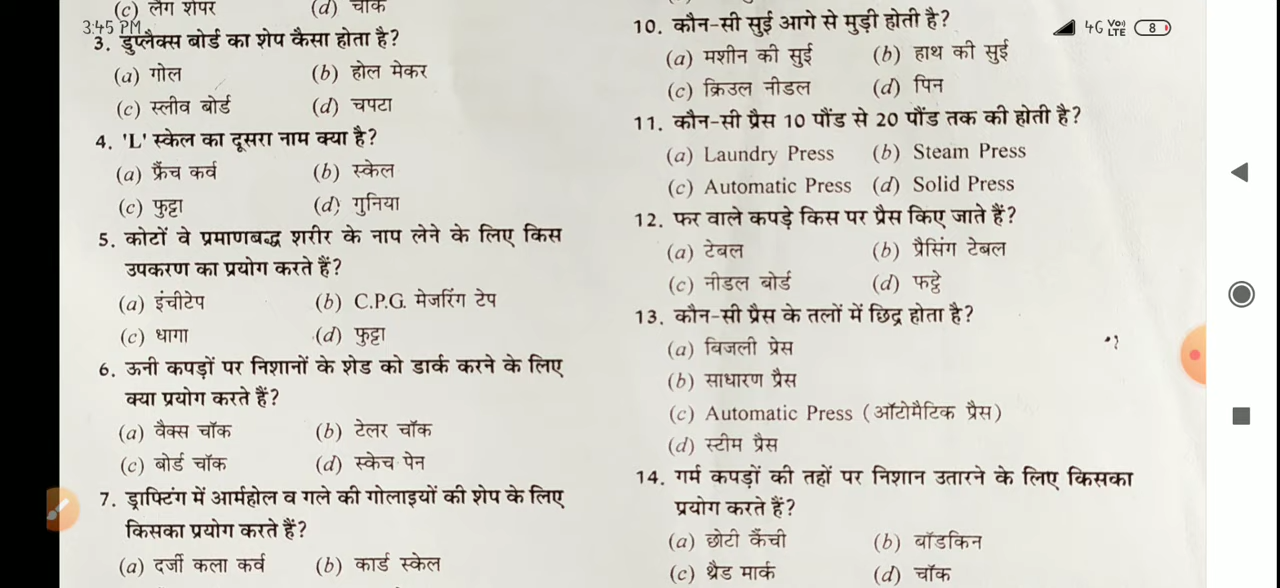 (c) लैग शेपर (d) चाक
3:45 PM
3. डुप्लैक्स बोर्ड का शेप कैसा होता है?
(a) गोल (b) होल मेकर
(c) स्लीव बोर्ड (d) चपटा
4. 'L' स्केल का दूसरा नाम क्या है?
(a) फ्रैंच कर्व (b) स्केल
(c) फुट्टा (d) गुनिया
5. कोटों वे प्रमाणबद्ध शरीर के नाप लेने के लिए किस
उपकरण का प्रयोग करते हैं?
(a) इंचीटेप (b) C.P.G. मेजरिंग टेप
(c) धागा (d) फुट्टा
6. ऊनी कपड़ों पर निशानों के शेड को डार्क करने के लिए
क्या प्रयोग करते हैं?
(a) वैक्स चॉक (b) टेलर चॉक
(c) बोर्ड चॉक (d) स्केच पेन
7. ड्राफ्टिंग में आर्महोल व गले की गोलाइयों की शेप के लिए
किसका प्रयोग करते हैं?
(a) दर्जी कला कर्व (b) कार्ड स्केल
10. कौन-सी सुई आगे से मुड़ी होती है?
(a) मशीन की सुई (b) हाथ की सुई
(c) क्रिउल नीडल (d) पिन
11. कौन-सी प्रैस 10 पौंड से 20 पौंड तक की होती है?
(a) Laundry Press (b) Steam Press
(c) Automatic Press (d) Solid Press
12. फर वाले कपड़े किस पर प्रैस किए जाते हैं?
(a) टेबल (b) प्रैसिंग टेबल
(c) नीडल बोर्ड (d) फट्टे
13. कौन-सी प्रैस के तलों में छिद्र होता है?
(a) बिजली प्रेस
(b) साधारण प्रैस
(c) Automatic Press (ऑटोमैटिक प्रैस)
(d) स्टीम प्रैस
14. गर्म कपड़ों की तहों पर निशान उतारने के लिए किसका
प्रयोग करते हैं?
(a) छोटी कैंची (b) बॉडकिन
(c) थ्रैड मार्क (d) चॉक
4G Vo)) LTE 8